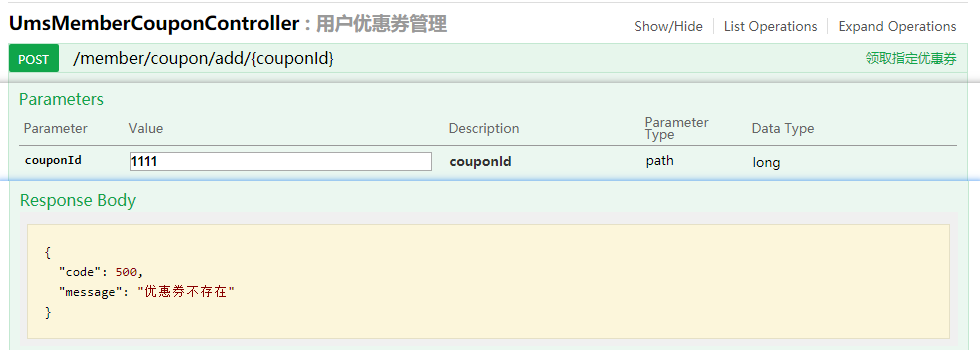 UmsMemberCouponController : 用户优惠券管理
Show/Hide List Operations Expand Operations
POST /member/coupon/add/{couponId} 领取指定优惠券
Parameters
Parameter Value Description Parameter Type Data Type
couponId 1111 couponId path long
Response Body
{
"code": 500,
"message": "优惠券不存在"
}